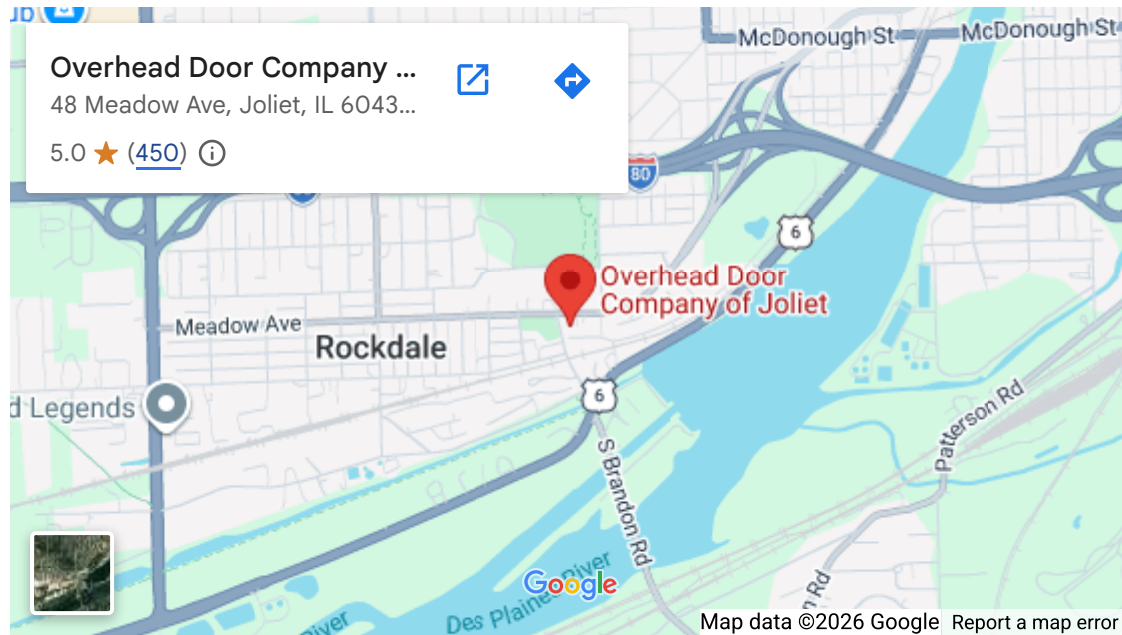 Overhead Door Company ...
48 Meadow Ave, Joliet, IL 6043...
5.0 ★ (450)
McDonough St
McDonough St
80
6
Overhead Door
Company of Joliet
Meadow Ave
Rockdale
d Legends
6
Patterson Rd
S Brandon Rd
Des Plaines River
River
n Rd
Google
Map data ©2026 Google
Report a map error